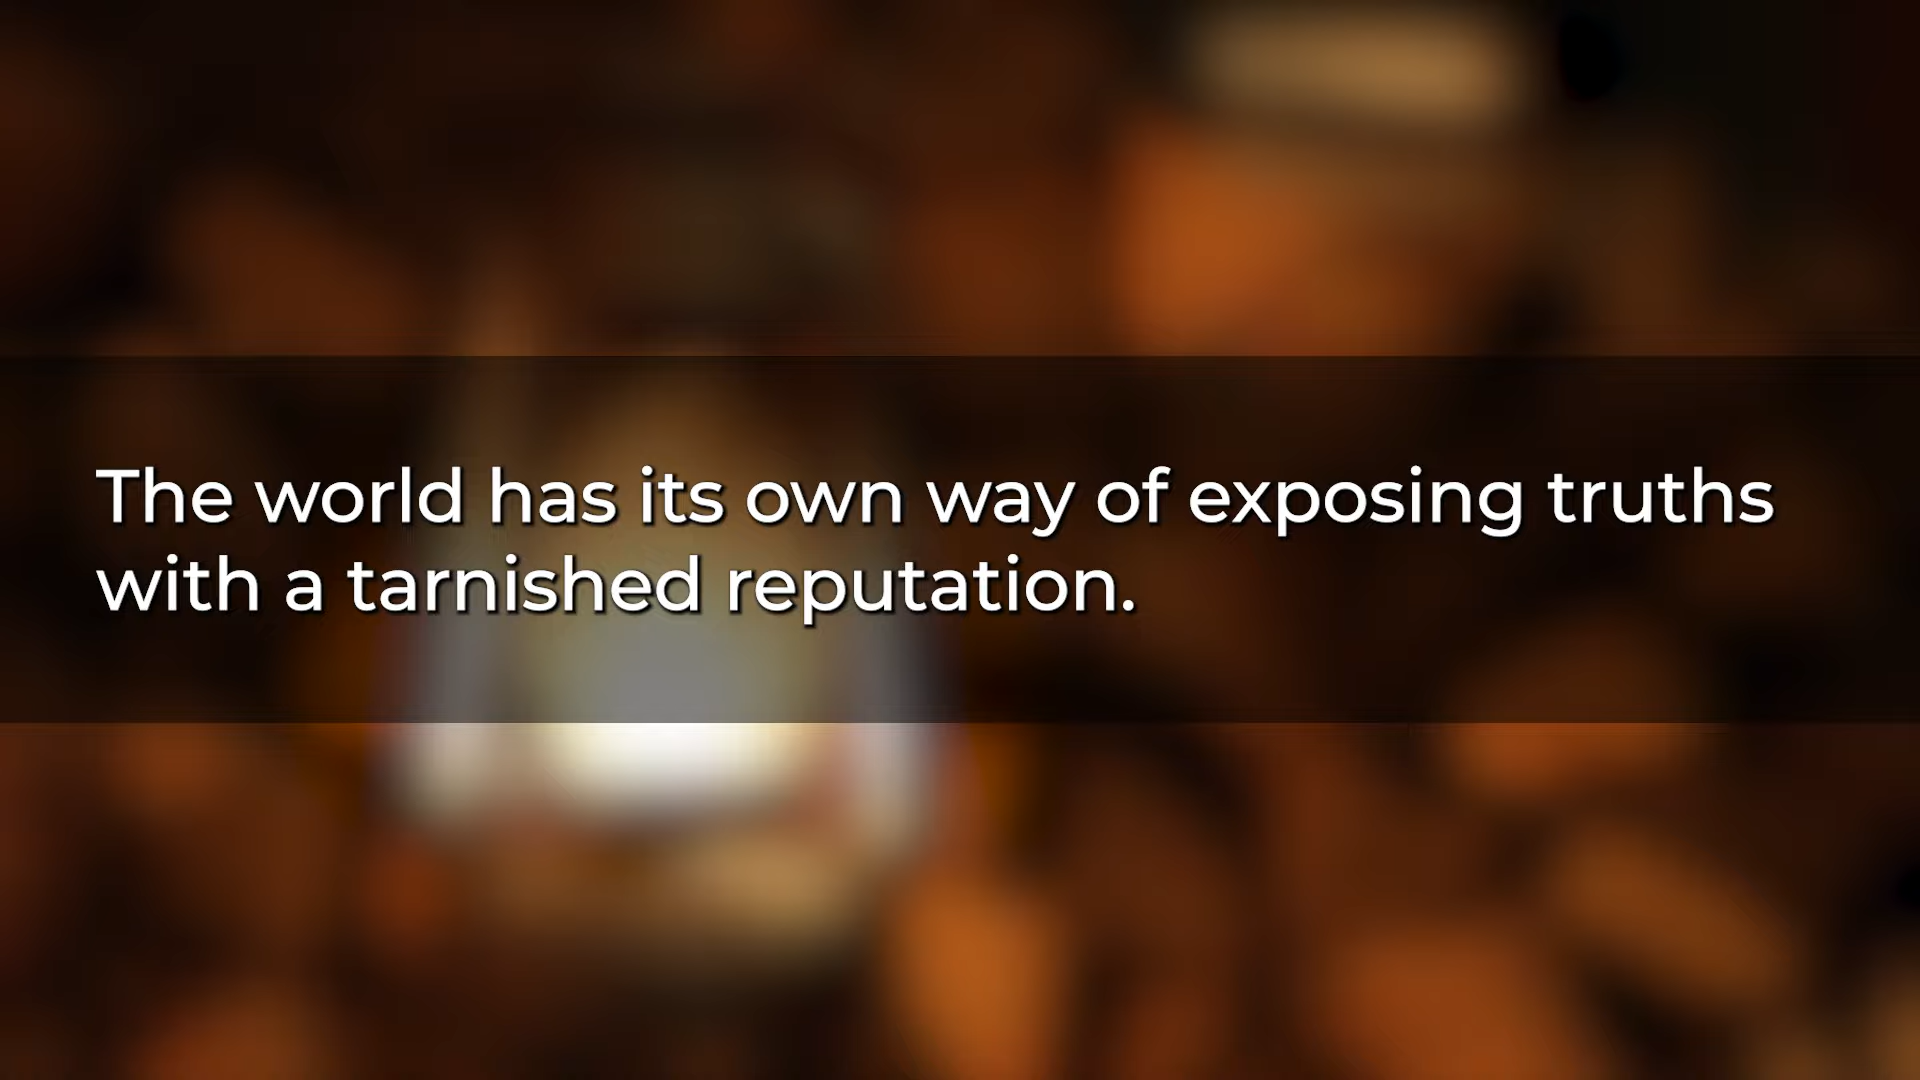 The world has its own way of exposing truths
with a tarnished reputation.